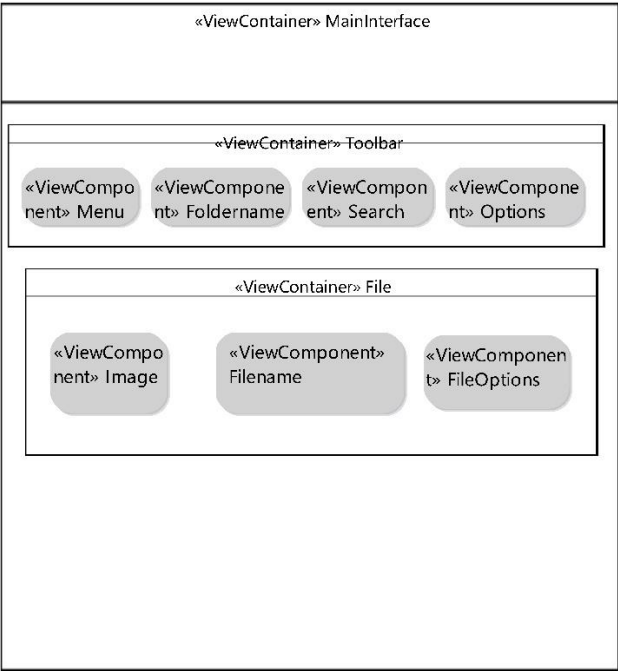 «ViewContainer» MainInterface
«ViewContainer» Toolbar
«ViewCompo
nent» Menu
«ViewCompone
nt» Foldername
«ViewCompon
ent» Search
«ViewCompone
nt» Options
«ViewContainer» File
«ViewCompo
nent» Image
«ViewComponent»
Filename
«ViewComponen
t» FileOptions